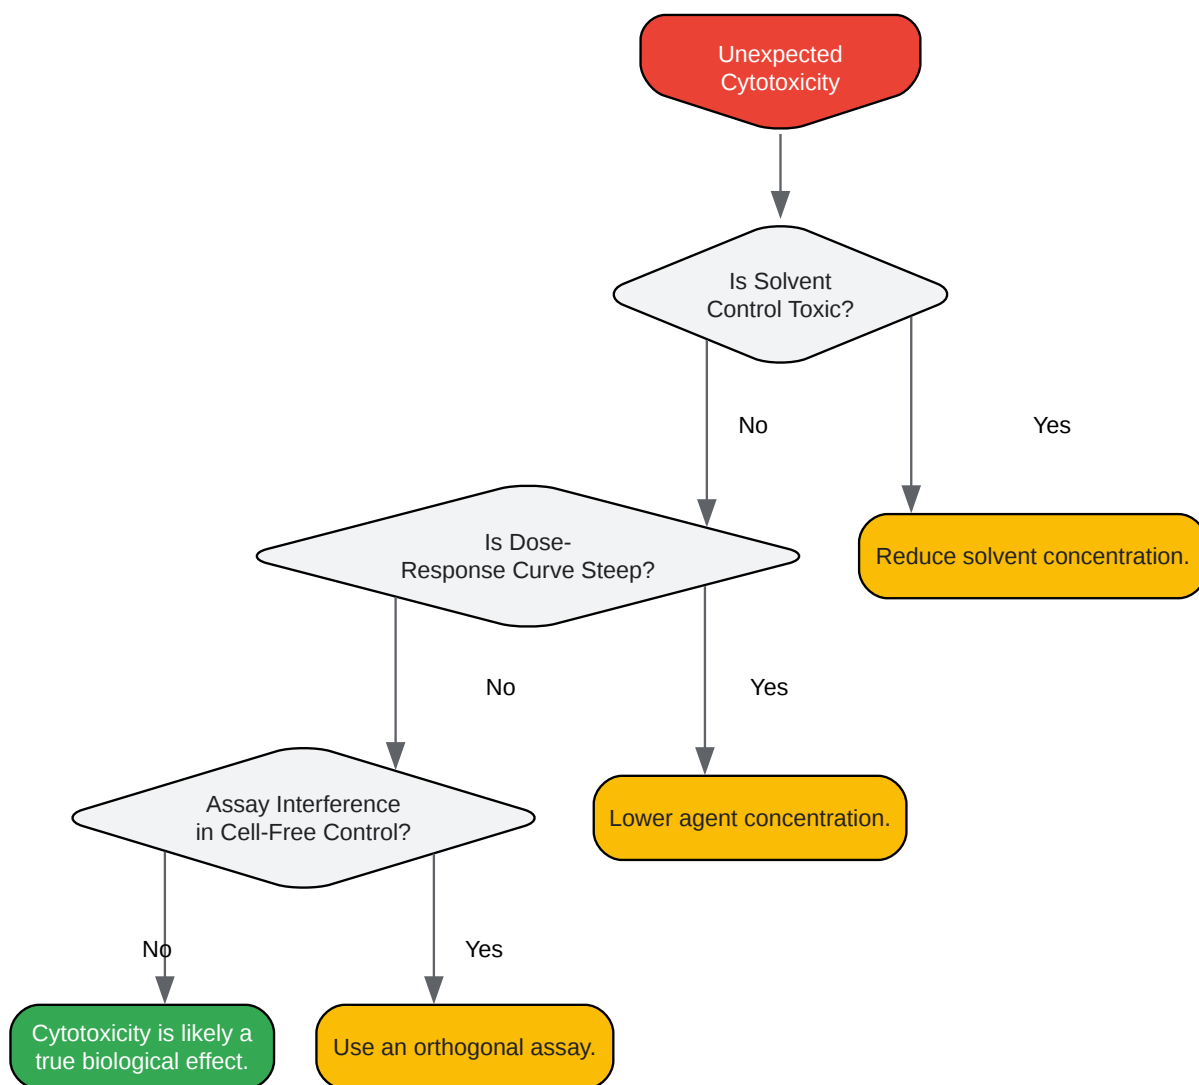 Unexpected
Cytotoxicity
Is Solvent
Control Toxic?
No
Yes
Is Dose-
Response Curve Steep?
Reduce solvent concentration.
No
Yes
Assay Interference
in Cell-Free Control?
Lower agent concentration.
No
Yes
Cytotoxicity is likely a
true biological effect.
Use an orthogonal assay.